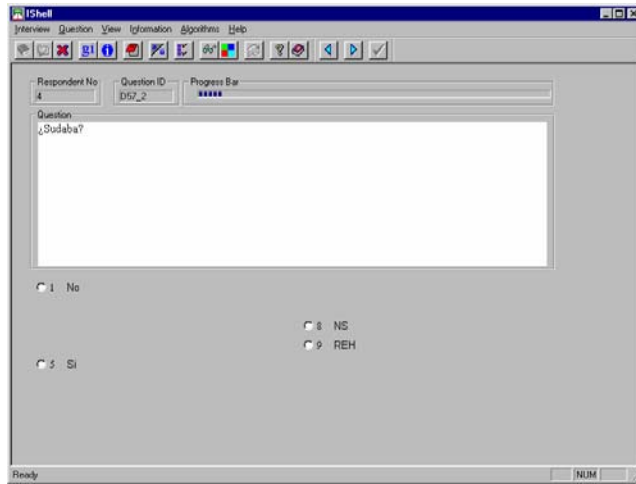 IShell
Interview Question View Information Algorithms Help
Respondent No
4
Question ID
D57_2
Progress Bar
Question
¿Sudaba?
1 No
8 NS
9 REH
5 Si
Ready
NUM